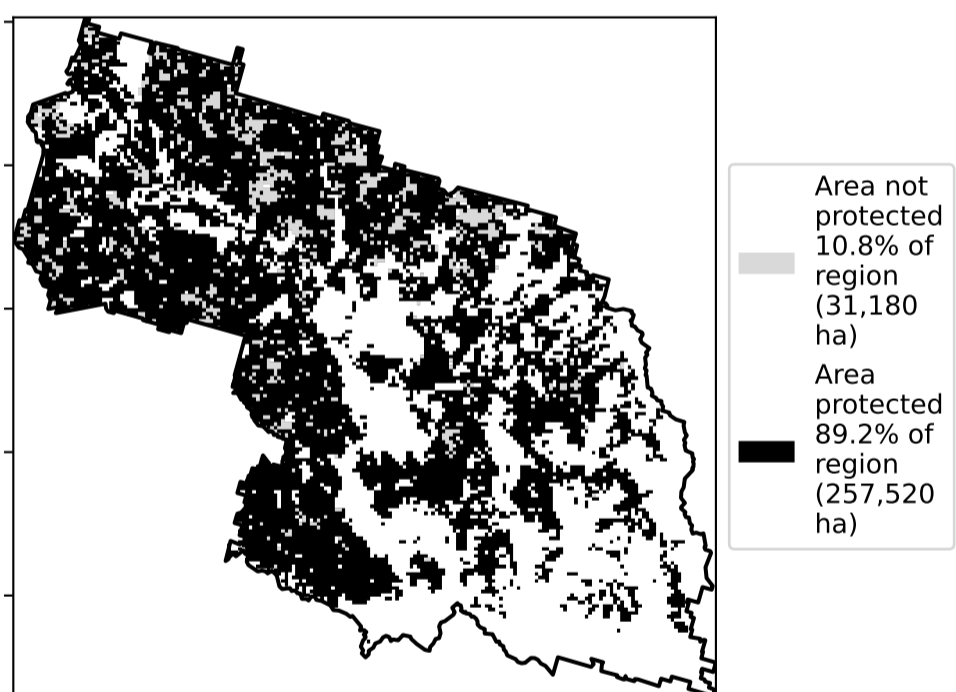 Area not
protected
10.8% of
region
(31,180
ha)
Area
protected
89.2% of
region
(257,520
ha)